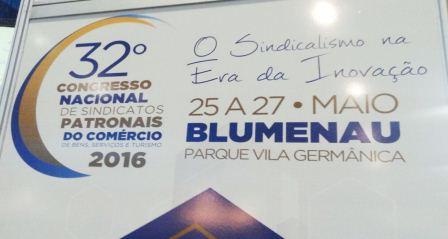 32º
CONGRESSO
NACIONAL
DE SINDICATOS
PATRONAIS
DO COMÉRCIO
DE BENS, SERVIÇOS E TURISMO
2016
O Sindicalismo na
Era da Inovação
25 A 27 • MAIO
BLUMENAU
PARQUE VILA GERMÂNICA